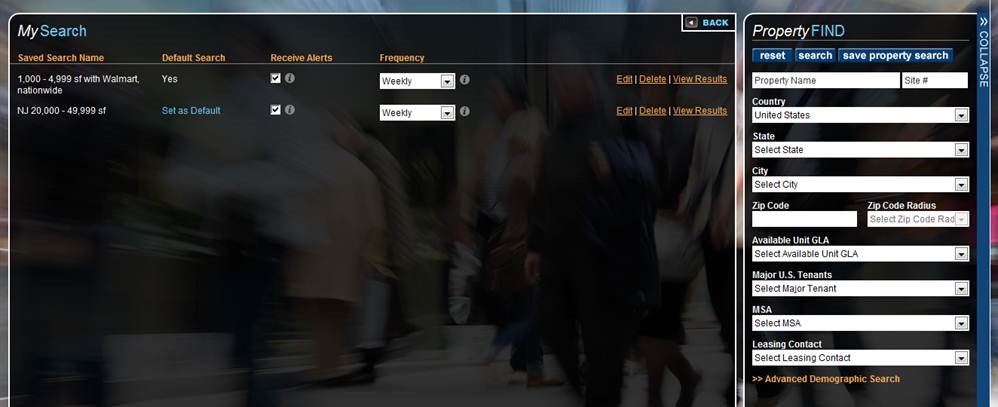 MySearch
BACK
Saved Search Name Default Search Receive Alerts Frequency
1,000 - 4,999 sf with Walmart, Yes Weekly Edit | Delete | View Results
nationwide
NJ 20,000 - 49,999 sf Set as Default Weekly Edit | Delete | View Results
PropertyFIND
reset search save property search
Property Name Site #
Country
United States
State
Select State
City
Select City
Zip Code Zip Code Radius
Select Zip Code Rad
Available Unit GLA
Select Available Unit GLA
Major U.S. Tenants
Select Major Tenant
MSA
Select MSA
Leasing Contact
Select Leasing Contact
>> Advanced Demographic Search
» COLLAPSE